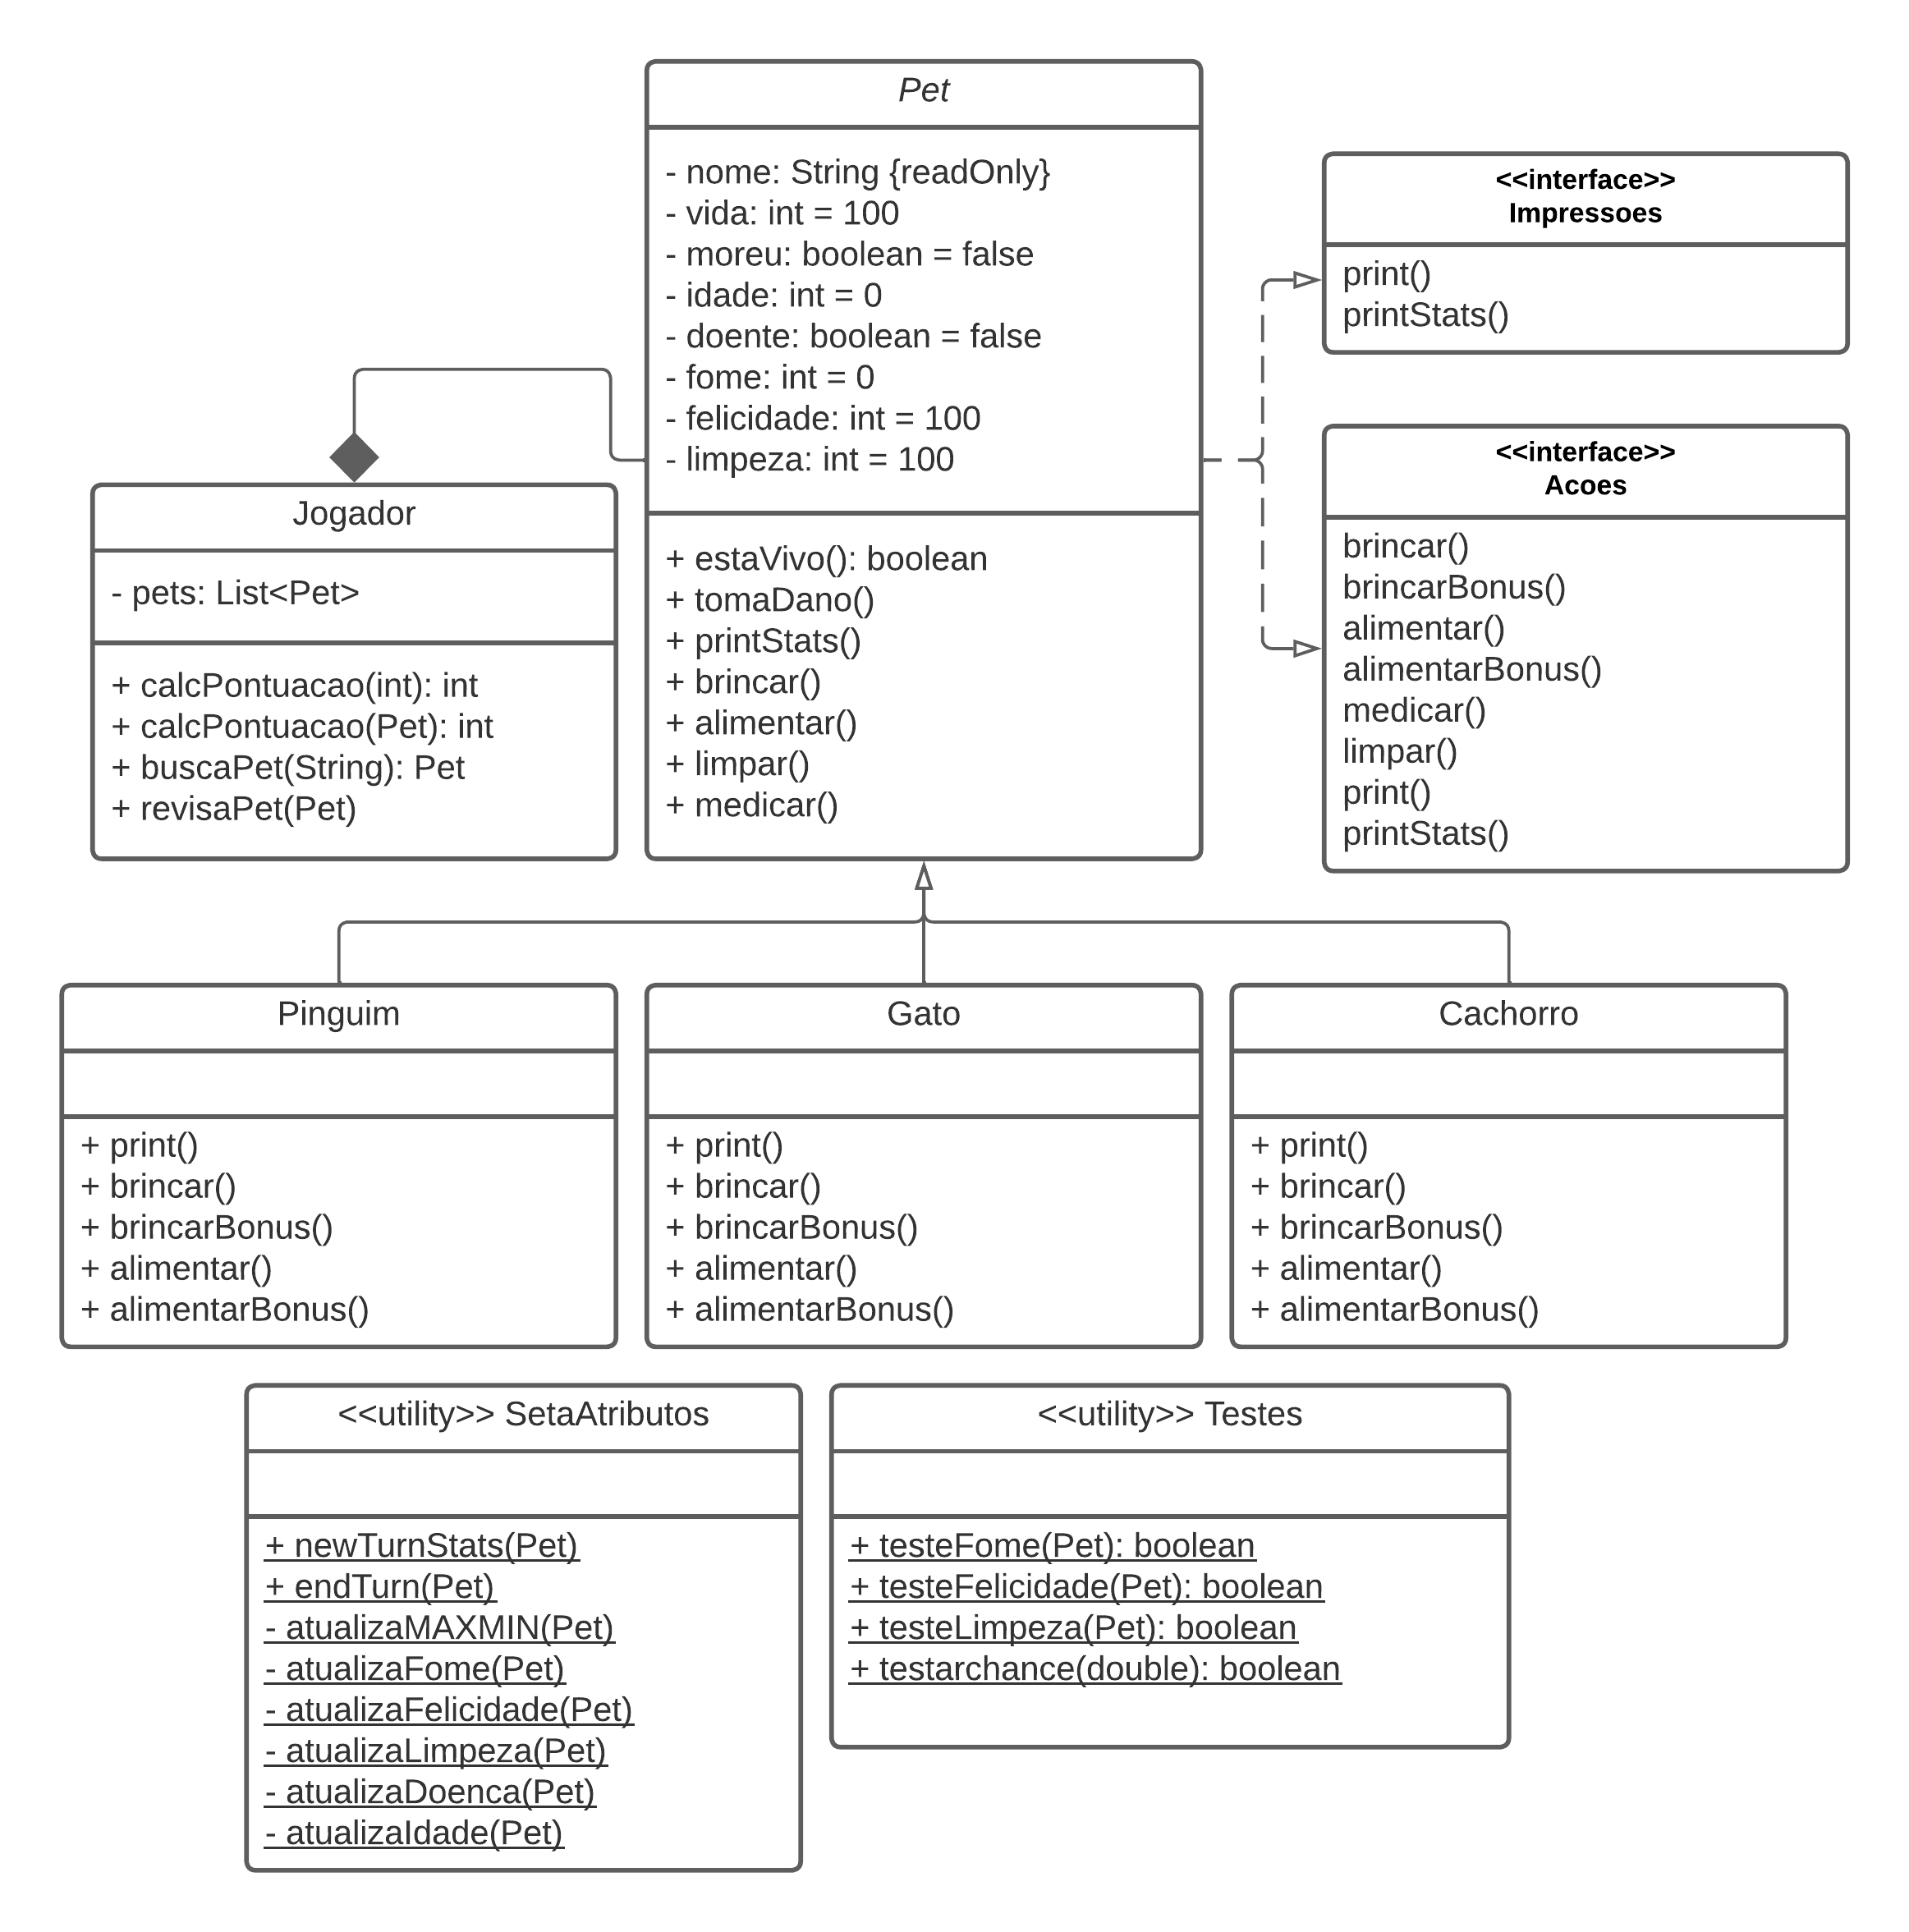 Pet
- nome: String {readOnly}
- vida: int = 100
- moreu: boolean = false
- idade: int = 0
- doente: boolean = false
- fome: int = 0
- felicidade: int = 100
- limpeza: int = 100
+ estaVivo(): boolean
+ tomaDano()
+ printStats()
+ brincar()
+ alimentar()
+ limpar()
+ medicar()
<<interface>>
Impressoes
print()
printStats()
<<interface>>
Acoes
brincar()
brincarBonus()
alimentar()
alimentarBonus()
medicar()
limpar()
print()
printStats()
Jogador
- pets: List<Pet>
+ calcPontuacao(int): int
+ calcPontuacao(Pet): int
+ buscaPet(String): Pet
+ revisaPet(Pet)
Pinguim
+ print()
+ brincar()
+ brincarBonus()
+ alimentar()
+ alimentarBonus()
Gato
+ print()
+ brincar()
+ brincarBonus()
+ alimentar()
+ alimentarBonus()
Cachorro
+ print()
+ brincar()
+ brincarBonus()
+ alimentar()
+ alimentarBonus()
<<utility>> SetaAtributos
+ newTurnStats(Pet)
+ endTurn(Pet)
- atualizaMAXMIN(Pet)
- atualizaFome(Pet)
- atualizaFelicidade(Pet)
- atualizaLimpeza(Pet)
- atualizaDoenca(Pet)
- atualizaIdade(Pet)
<<utility>> Testes
+ testeFome(Pet): boolean
+ testeFelicidade(Pet): boolean
+ testeLimpeza(Pet): boolean
+ testarchance(double): boolean